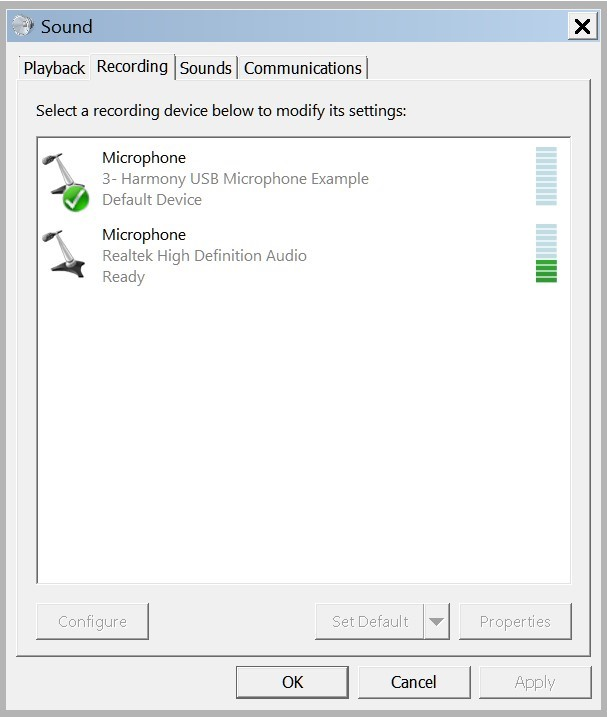 Sound
Playback Recording Sounds Communications
Select a recording device below to modify its settings:
Microphone
3- Harmony USB Microphone Example
Default Device
Microphone
Realtek High Definition Audio
Ready
Configure Set Default Properties
OK Cancel Apply